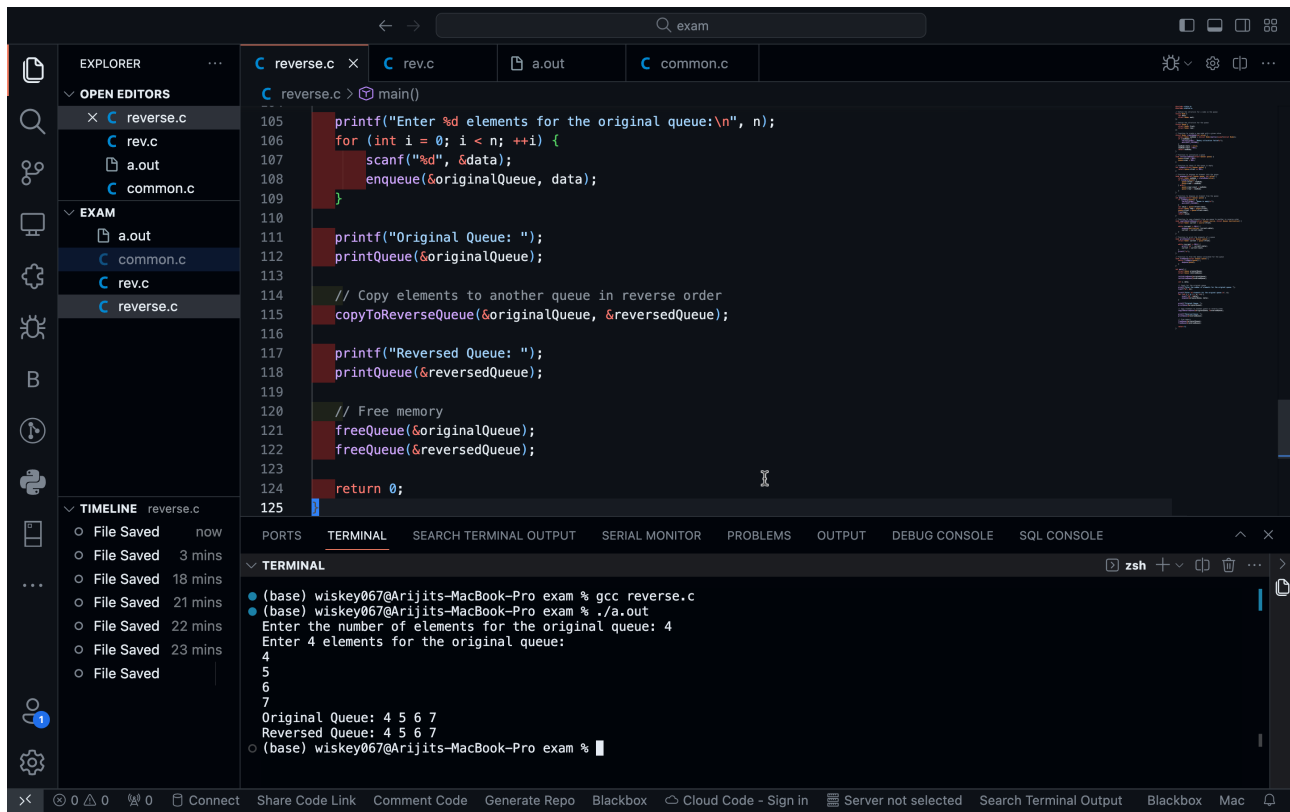 exam
EXPLORER
reverse.c
rev.c
a.out
common.c
OPEN EDITORS
reverse.c
rev.c
a.out
common.c
EXAM
a.out
common.c
rev.c
reverse.c
TIMELINE reverse.c
File Saved now
File Saved 3 mins
File Saved 18 mins
File Saved 21 mins
File Saved 22 mins
File Saved 23 mins
File Saved
B
1
reverse.c > main()
105 printf("Enter %d elements for the original queue:\n", n);
106 for (int i = 0; i < n; ++i) {
107 scanf("%d", &data);
108 enqueue(&originalQueue, data);
109 }
110
111 printf("Original Queue: ");
112 printQueue(&originalQueue);
113
114 // Copy elements to another queue in reverse order
115 copyToReverseQueue(&originalQueue, &reversedQueue);
116
117 printf("Reversed Queue: ");
118 printQueue(&reversedQueue);
119
120 // Free memory
121 freeQueue(&originalQueue);
122 freeQueue(&reversedQueue);
123
124 return 0;
125 }
PORTS TERMINAL SEARCH TERMINAL OUTPUT SERIAL MONITOR PROBLEMS OUTPUT DEBUG CONSOLE SQL CONSOLE
TERMINAL zsh
(base) wiskey067@Arijits-MacBook-Pro exam % gcc reverse.c
(base) wiskey067@Arijits-MacBook-Pro exam % ./a.out
Enter the number of elements for the original queue: 4
Enter 4 elements for the original queue:
4
5
6
7
Original Queue: 4 5 6 7
Reversed Queue: 4 5 6 7
(base) wiskey067@Arijits-MacBook-Pro exam %
0 0 0 Connect Share Code Link Comment Code Generate Repo Blackbox Cloud Code - Sign in Server not selected Search Terminal Output Blackbox Mac